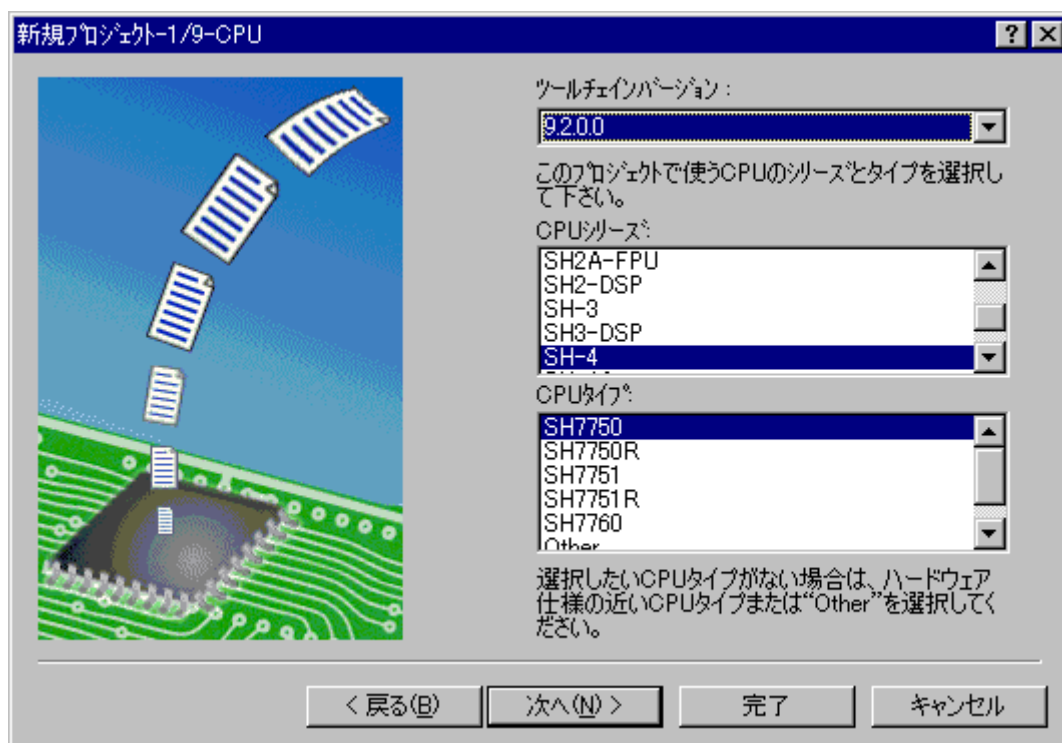 新規プロジェクト-1/9-CPU
ツールチェインバージョン :
9.2.0.0
このプロジェクトで使うCPUのシリーズとタイプを選択し
て下さい。
CPUシリーズ:
SH2A-FPU
SH2-DSP
SH-3
SH3-DSP
SH-4
CPUタイプ:
SH7750
SH7750R
SH7751
SH7751R
SH7760
Other
選択したいCPUタイプがない場合は、ハードウェア
仕様の近いCPUタイプまたは“Other”を選択してく
ださい。
< 戻る(B)
次へ(N) >
完了
キャンセル